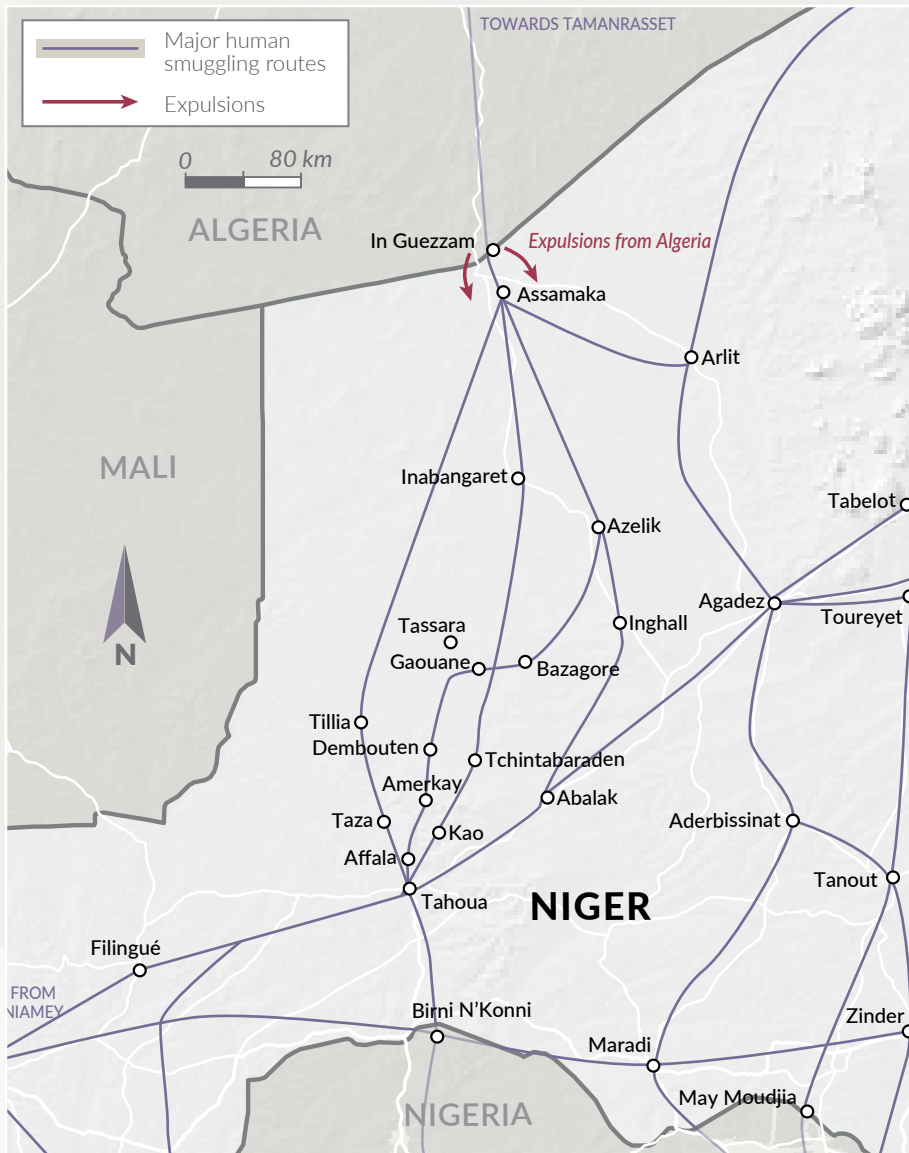 TOWARDS TAMANRASSET
Major human
smuggling routes
Expulsions
0 80 km
ALGERIA
In Guezzam
Expulsions from Algeria
Assamaka
Arlit
MALI
Inabangaret
Tabelot
Azelik
N
Agadez
Toureyet
Tassara
Inghall
Gaouane
Bazagore
Tillia
Dembouten
Tchintabaraden
Amerkay
Abalak
Taza
Kao
Aderbissinat
Affala
Tanout
Tahoua
NIGER
Filingué
FROM
NIAMEY
Birni N'Konni
Zinder
Maradi
May Moudjia
NIGERIA